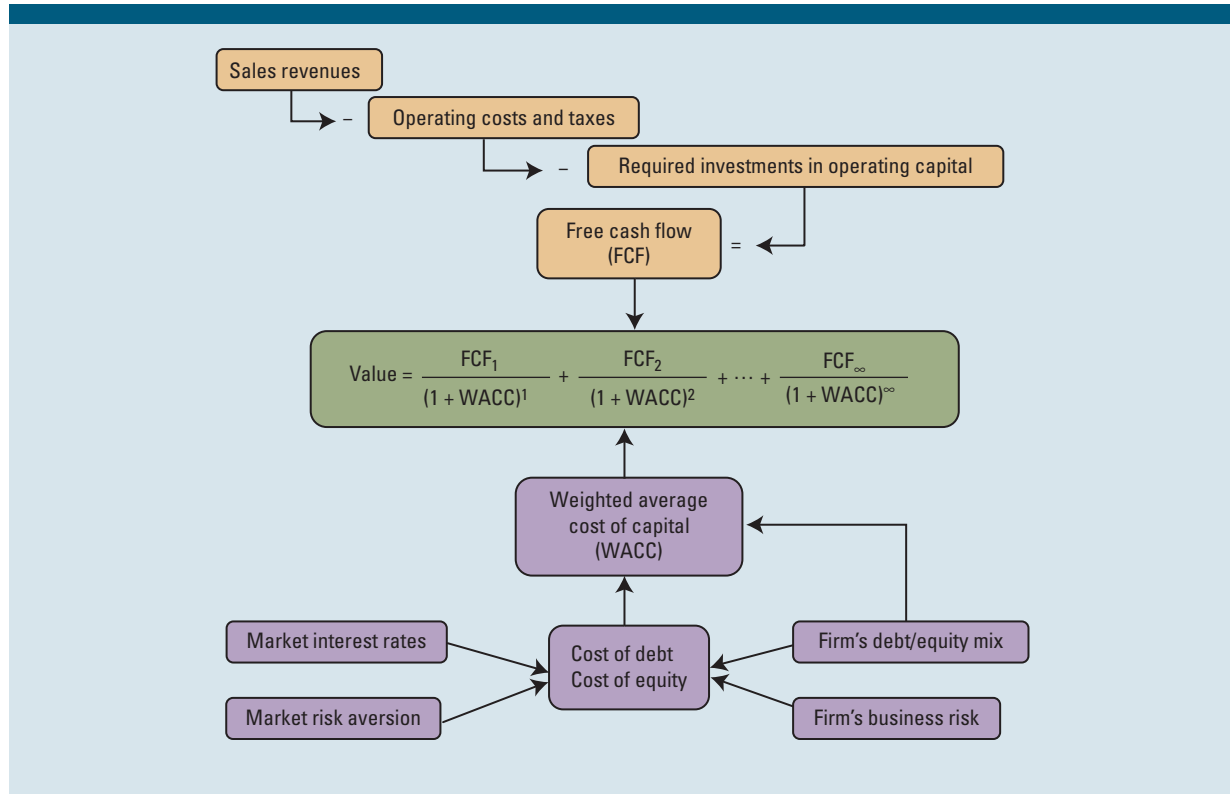 Sales revenues
– Operating costs and taxes
– Required investments in operating capital
Free cash flow =
(FCF)
Value = FCF₁ / (1 + WACC)¹ + FCF₂ / (1 + WACC)² + ··· + FCF∞ / (1 + WACC)∞
Weighted average
cost of capital
(WACC)
Market interest rates
Cost of debt
Cost of equity
Firm's debt/equity mix
Market risk aversion
Firm's business risk